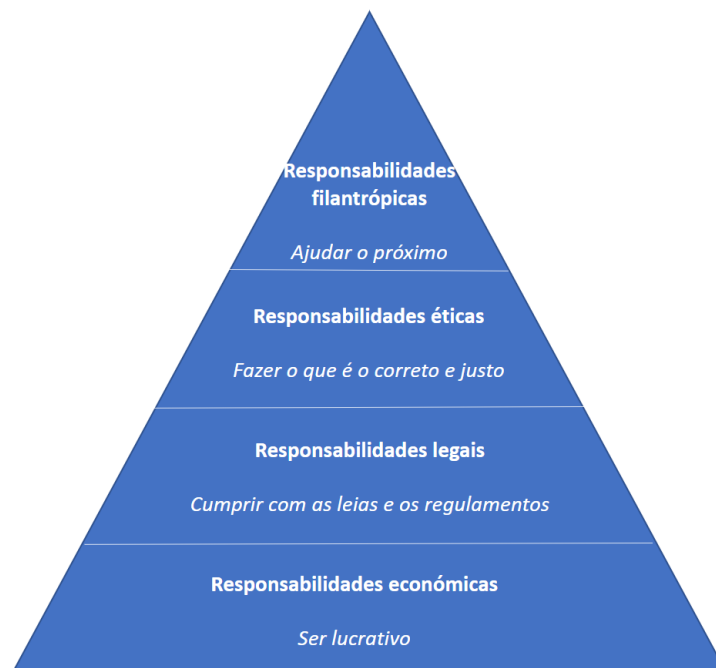 Responsabilidades
filantrópicas
Ajudar o próximo
Responsabilidades éticas
Fazer o que é o correto e justo
Responsabilidades legais
Cumprir com as leias e os regulamentos
Responsabilidades económicas
Ser lucrativo